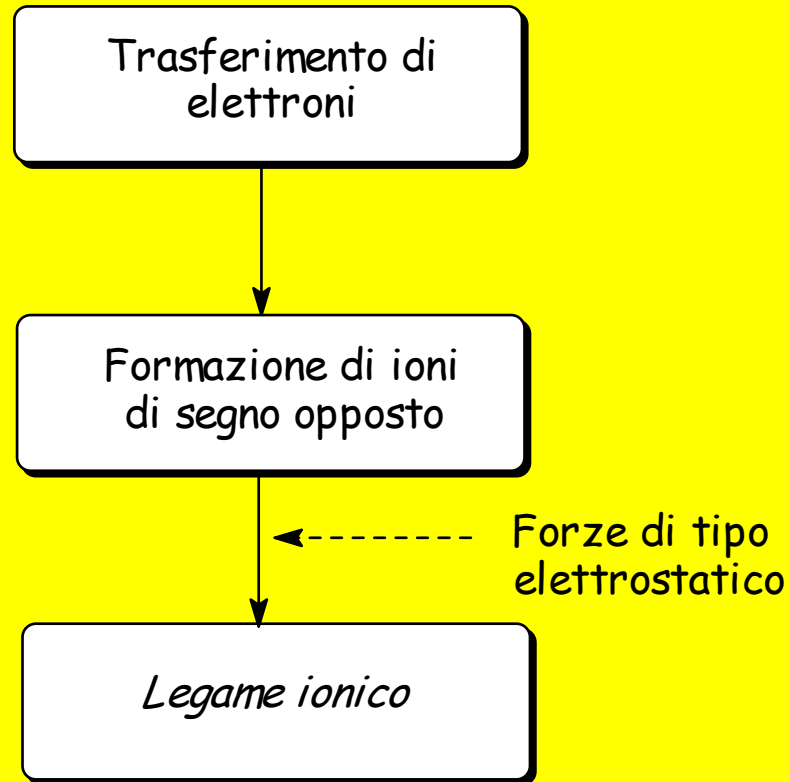 Trasferimento di
elettroni
Formazione di ioni
di segno opposto
Forze di tipo
elettrostatico
Legame ionico